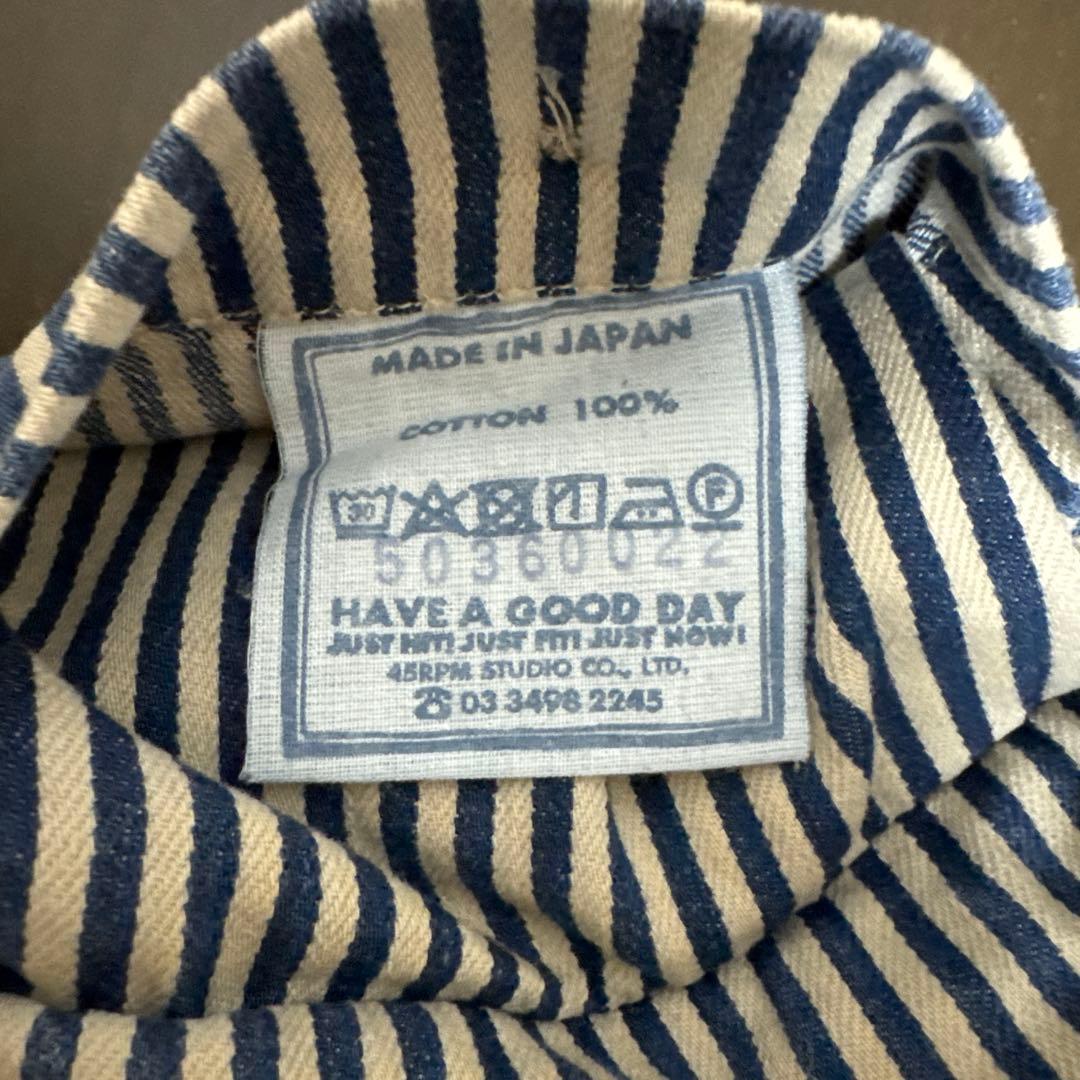 MADE IN JAPAN
COTTON 100%
30 P
50360022
HAVE A GOOD DAY
JUST HIT! JUST FIT! JUST NOW!
45RPM STUDIO CO., LTD.
☎ 03 3498 2245